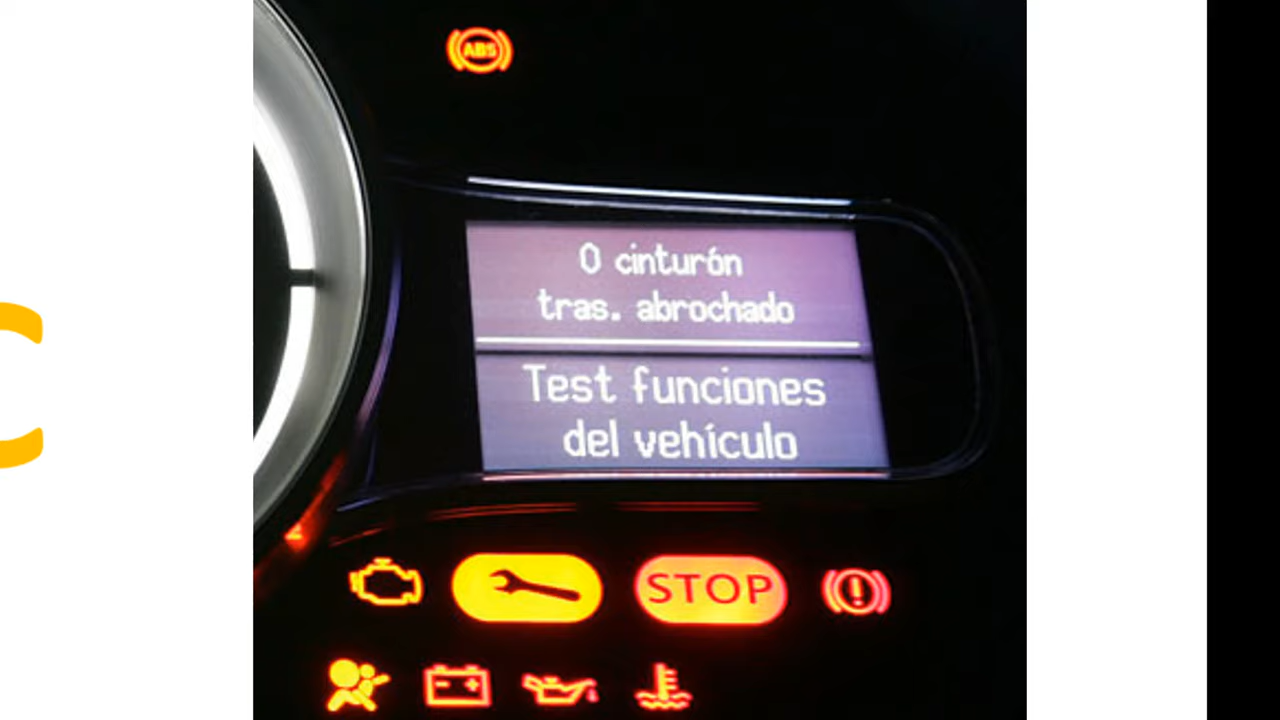 ABS
0 cinturón
tras. abrochado
Test funciones
del vehículo
STOP